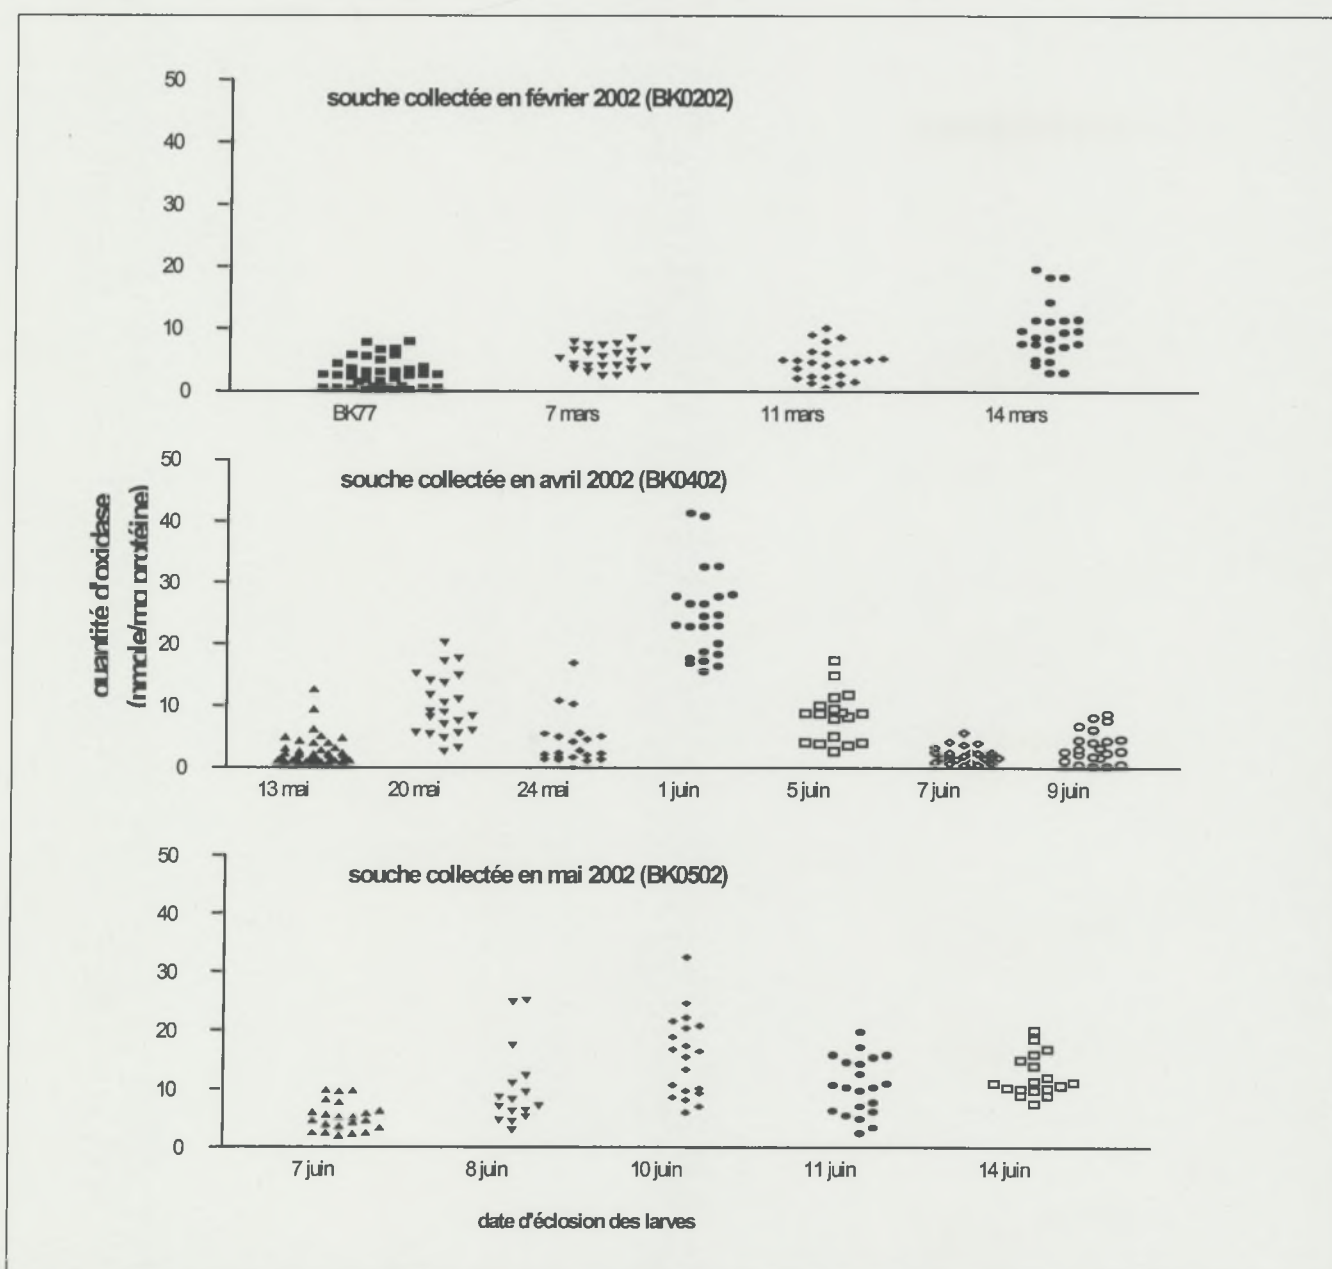 50
souche collectée en février 2002 (BK0202)
40
30
20
10
0
BK77 7 mars 11 mars 14 mars
quantité d'oxidase
(nmole/mg protéine)
50
souche collectée en avril 2002 (BK0402)
40
30
20
10
0
13 mai 20 mai 24 mai 1 juin 5 juin 7 juin 9 juin
50
souche collectée en mai 2002 (BK0502)
40
30
20
10
0
7 juin 8 juin 10 juin 11 juin 14 juin
date d'éclosion des larves